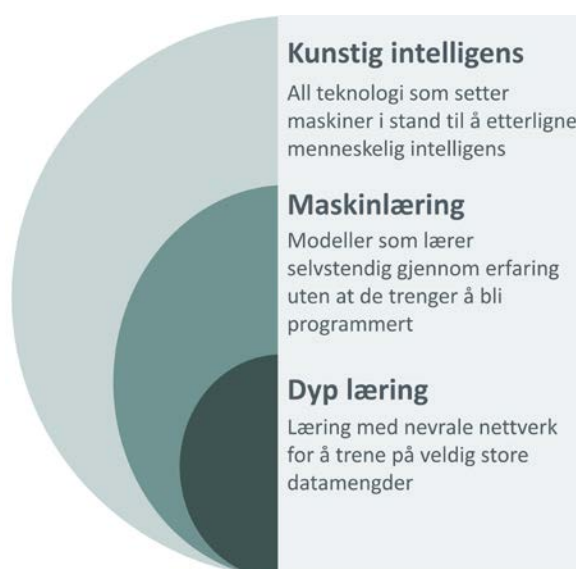 Kunstig intelligens
All teknologi som setter
maskiner i stand til å etterligne
menneskelig intelligens
Maskinlæring
Modeller som lærer
selvstendig gjennom erfaring
uten at de trenger å bli
programmert
Dyp læring
Læring med nevrale nettverk
for å trene på veldig store
datamengder